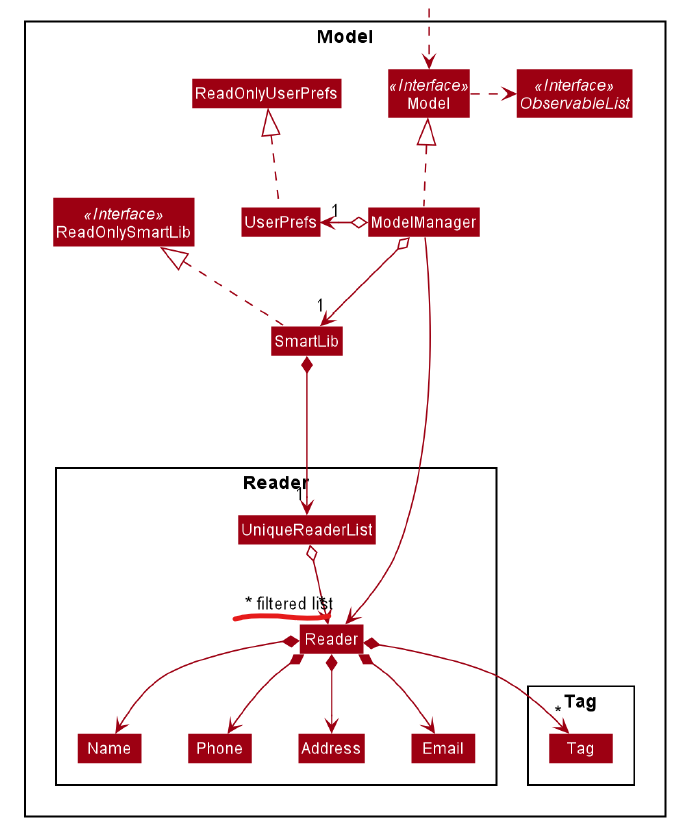 Model
ReadOnlyUserPrefs
«Interface»
Model
«Interface»
ObservableList
«Interface»
ReadOnlySmartLib
UserPrefs
1
ModelManager
1
SmartLib
Reader
1
UniqueReaderList
* filtered list
Reader
Tag
*
Name
Phone
Address
Email
Tag